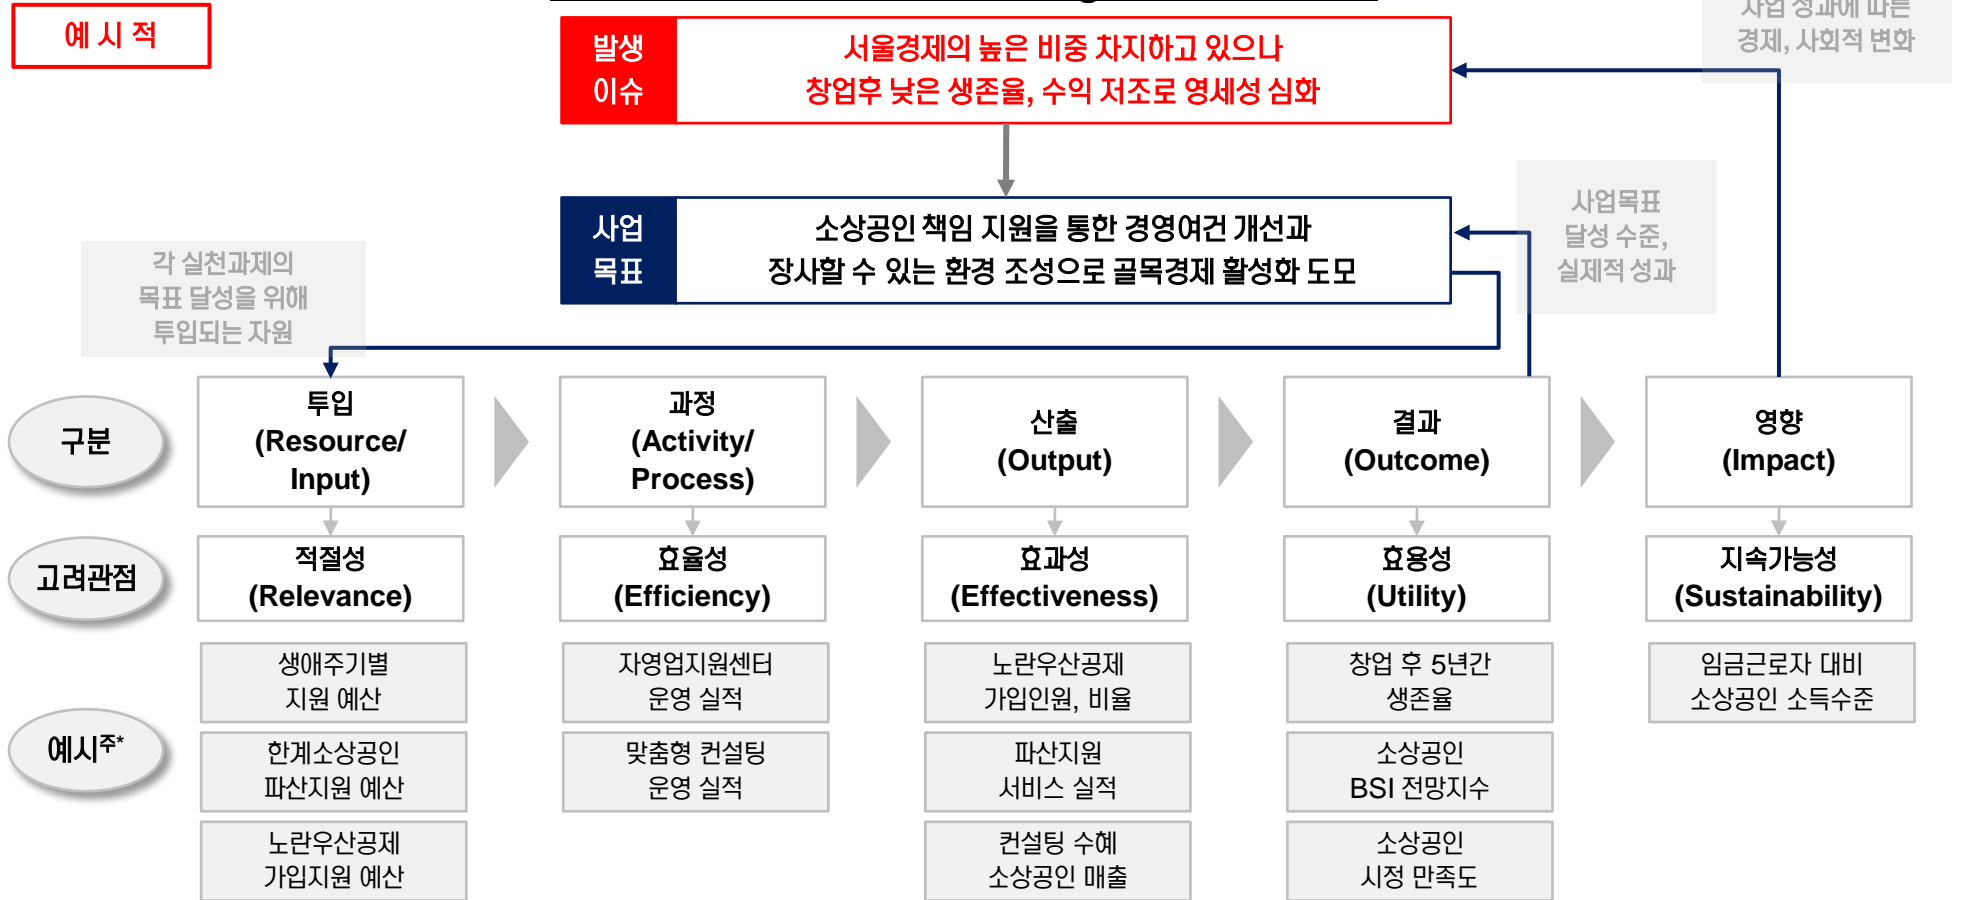 예 시 적
사업 성과에 따른
경제, 사회적 변화
발생
이슈
서울경제의 높은 비중 차지하고 있으나
창업후 낮은 생존율, 수익 저조로 영세성 심화
사업
목표
소상공인 책임 지원을 통한 경영여건 개선과
장사할 수 있는 환경 조성으로 골목경제 활성화 도모
사업목표
달성 수준,
실제적 성과
각 실천과제의
목표 달성을 위해
투입되는 자원
구분
투입
(Resource/
Input)
과정
(Activity/
Process)
산출
(Output)
결과
(Outcome)
영향
(Impact)
고려관점
적절성
(Relevance)
효율성
(Efficiency)
효과성
(Effectiveness)
효용성
(Utility)
지속가능성
(Sustainability)
예시주*
생애주기별
지원 예산
자영업지원센터
운영 실적
노란우산공제
가입인원, 비율
창업 후 5년간
생존율
임금근로자 대비
소상공인 소득수준
한계소상공인
파산지원 예산
맞춤형 컨설팅
운영 실적
파산지원
서비스 실적
소상공인
BSI 전망지수
노란우산공제
가입지원 예산
컨설팅 수혜
소상공인 매출
소상공인
시정 만족도